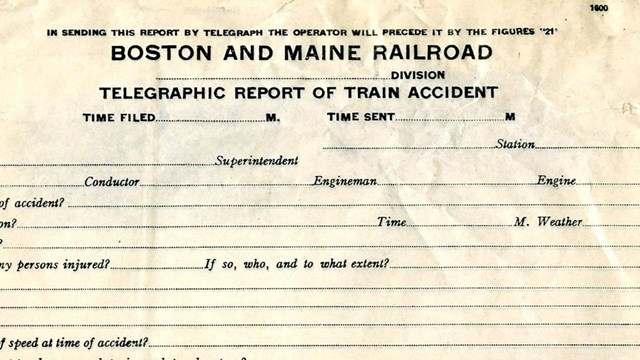 1600
IN SENDING THIS REPORT BY TELEGRAPH THE OPERATOR WILL PRECEDE IT BY THE FIGURES "21'
BOSTON AND MAINE RAILROAD
DIVISION
TELEGRAPHIC REPORT OF TRAIN ACCIDENT
TIME FILED M. TIME SENT M
Station
Superintendent
Conductor Engineman Engine
of accident?
on? Time M. Weather
?
ny persons injured? If so, who, and to what extent?
f speed at time of accident?